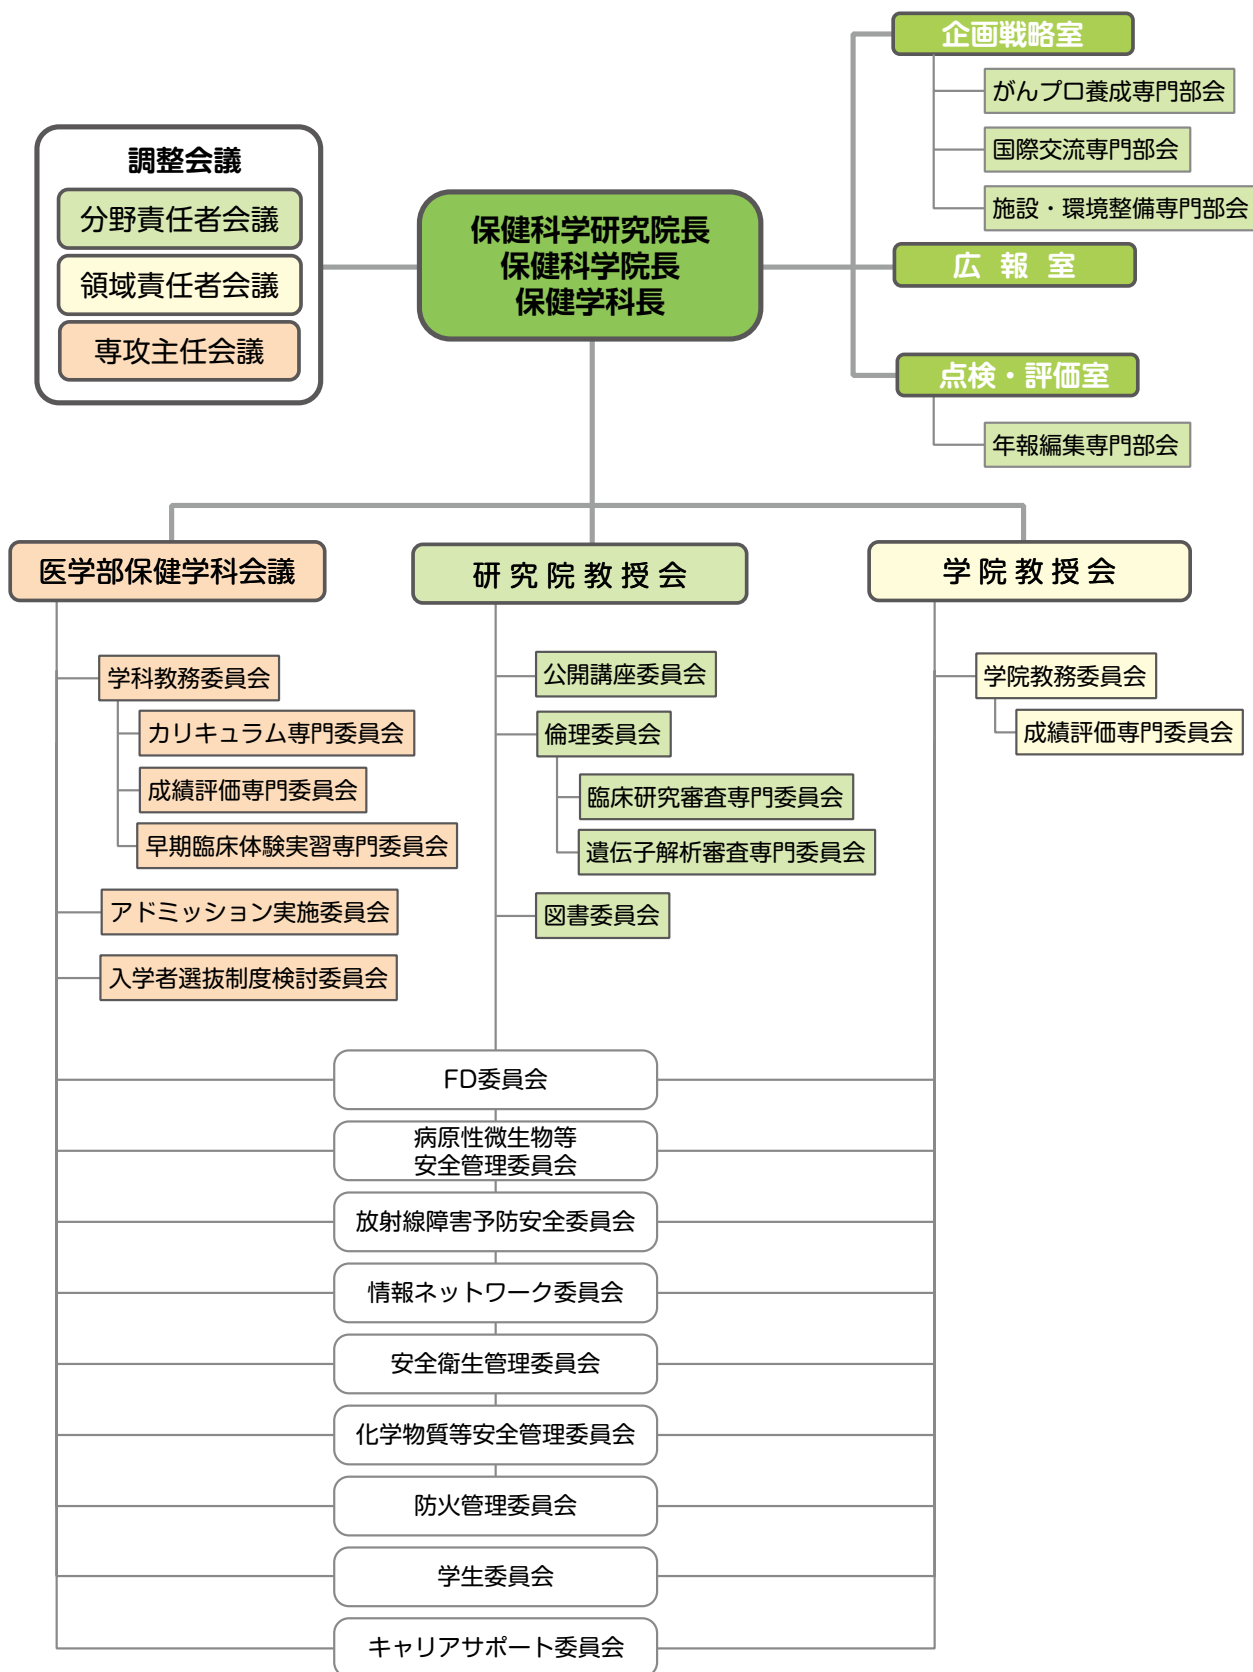 調整会議
分野責任者会議
領域責任者会議
専攻主任会議
保健科学研究院長
保健科学院長
保健学科長
企画戦略室
がんプロ養成専門部会
国際交流専門部会
施設・環境整備専門部会
広 報 室
点検・評価室
年報編集専門部会
医学部保健学科会議
学科教務委員会
カリキュラム専門委員会
成績評価専門委員会
早期臨床体験実習専門委員会
アドミッション実施委員会
入学者選抜制度検討委員会
研究院教授会
公開講座委員会
倫理委員会
臨床研究審査専門委員会
遺伝子解析審査専門委員会
図書委員会
学院教授会
学院教務委員会
成績評価専門委員会
FD委員会
病原性微生物等
安全管理委員会
放射線障害予防安全委員会
情報ネットワーク委員会
安全衛生管理委員会
化学物質等安全管理委員会
防火管理委員会
学生委員会
キャリアサポート委員会